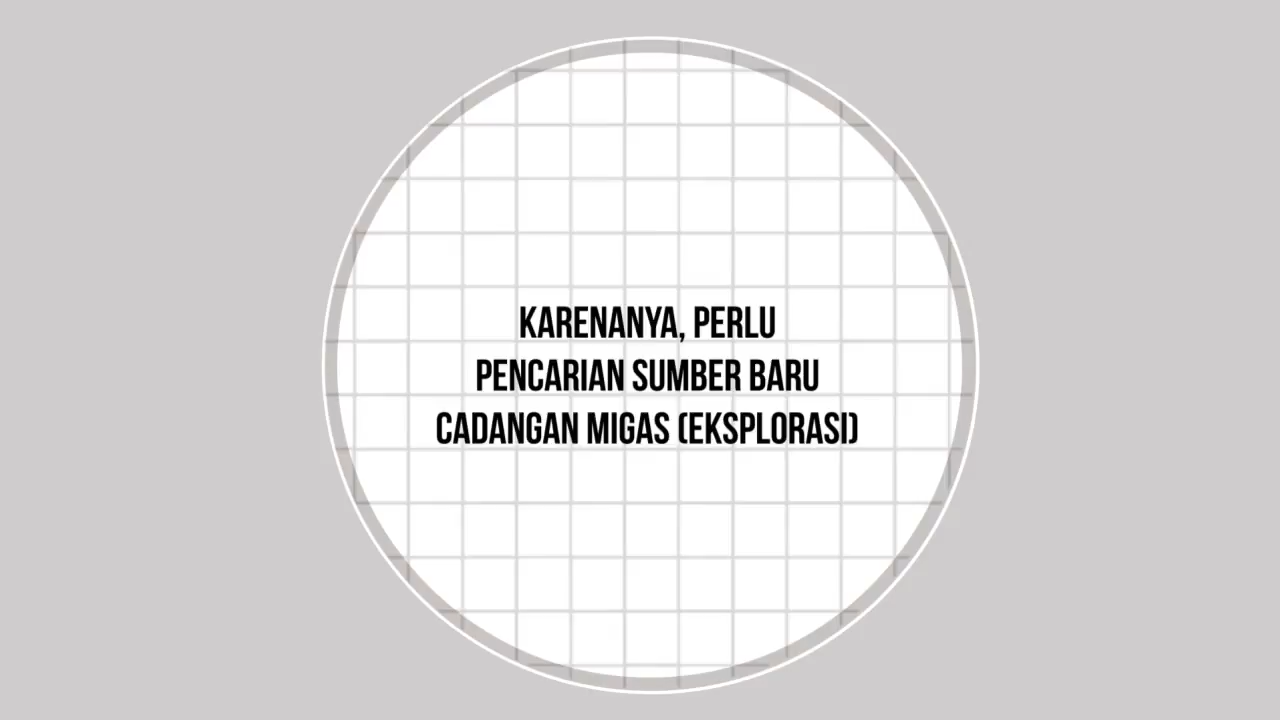 KARENANYA, PERLU
PENCARIAN SUMBER BARU
CADANGAN MIGAS (EKSPLORASI)